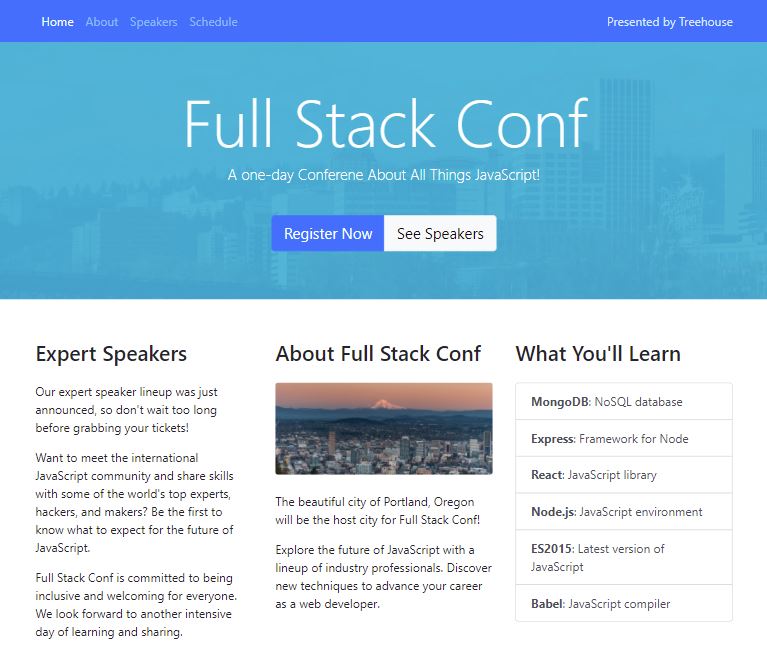 Home About Speakers Schedule Presented by Treehouse
Full Stack Conf
A one-day Conferene About All Things JavaScript!
Register Now See Speakers
Expert Speakers
Our expert speaker lineup was just
announced, so don't wait too long
before grabbing your tickets!
Want to meet the international
JavaScript community and share skills
with some of the world's top experts,
hackers, and makers? Be the first to
know what to expect for the future of
JavaScript.
Full Stack Conf is committed to being
inclusive and welcoming for everyone.
We look forward to another intensive
day of learning and sharing.
About Full Stack Conf
The beautiful city of Portland, Oregon
will be the host city for Full Stack Conf!
Explore the future of JavaScript with a
lineup of industry professionals. Discover
new techniques to advance your career
as a web developer.
What You'll Learn
MongoDB: NoSQL database
Express: Framework for Node
React: JavaScript library
Node.js: JavaScript environment
ES2015: Latest version of
JavaScript
Babel: JavaScript compiler